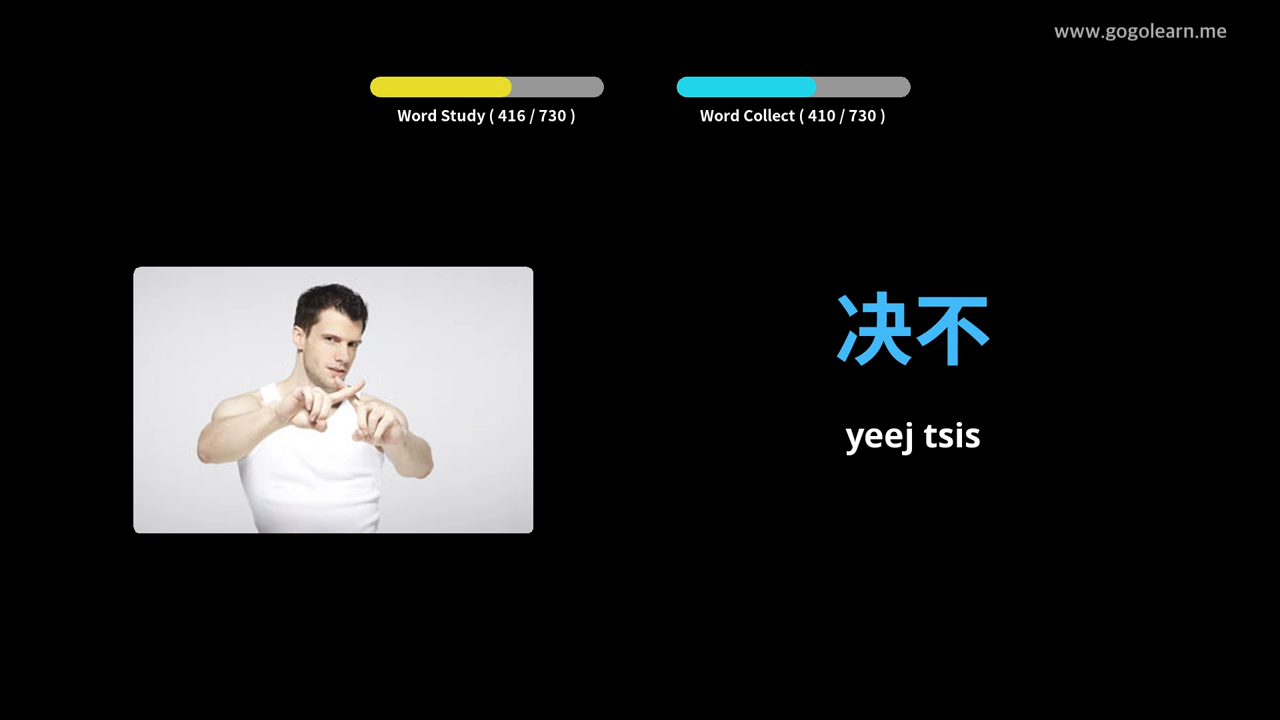 www.gogolearn.me
Word Study ( 416 / 730 )
Word Collect ( 410 / 730 )
决不
yeej tsis